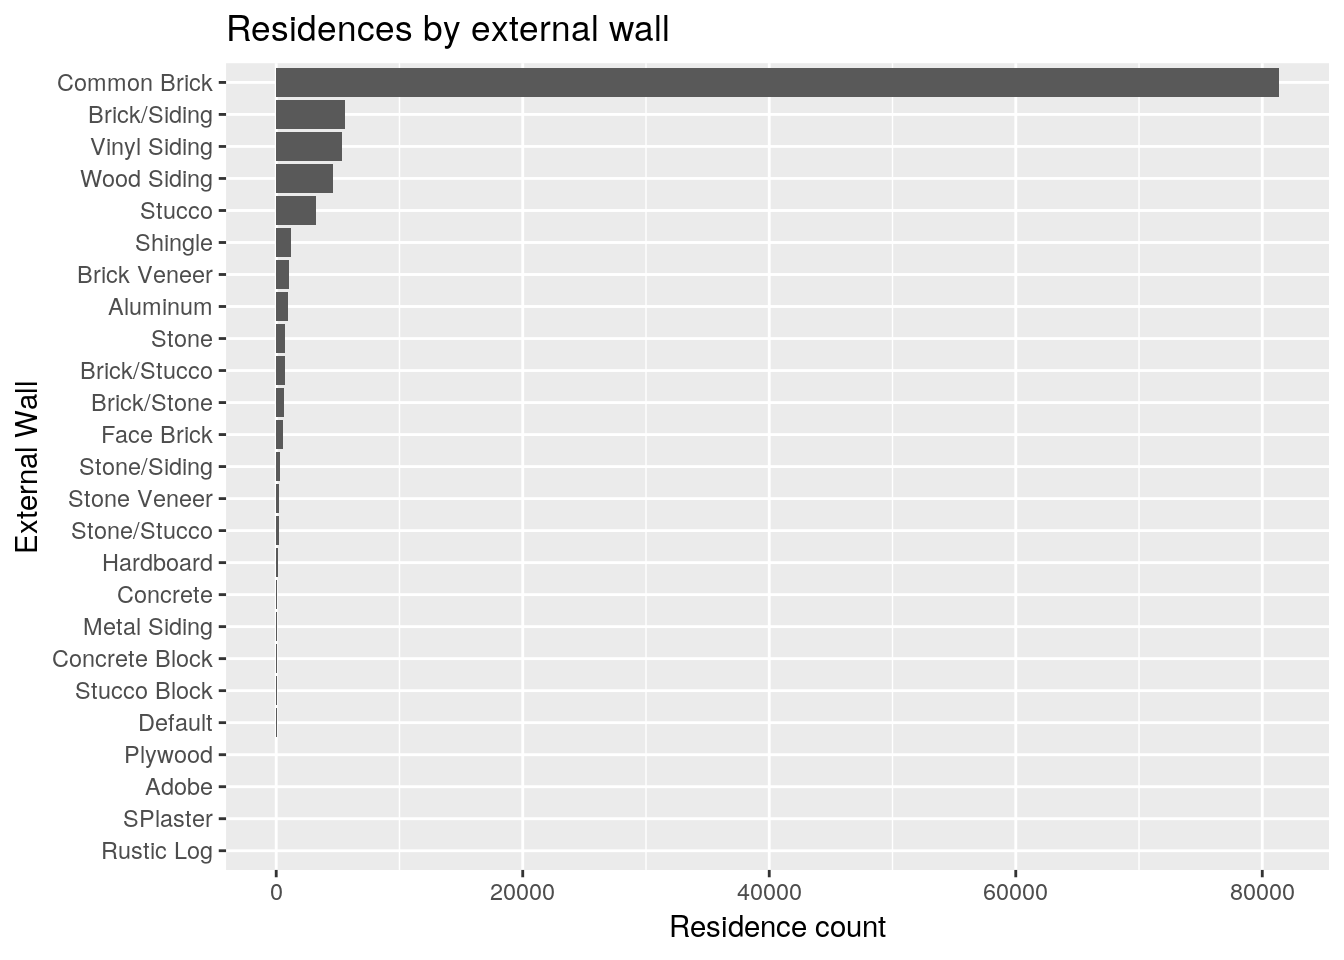 Residences by external wall
Common Brick
Brick/Siding
Vinyl Siding
Wood Siding
Stucco
Shingle
Brick Veneer
Aluminum
Stone
Brick/Stucco
Brick/Stone
Face Brick
Stone/Siding
Stone Veneer
Stone/Stucco
Hardboard
Concrete
Metal Siding
Concrete Block
Stucco Block
Default
Plywood
Adobe
SPlaster
Rustic Log
External Wall
0 20000 40000 60000 80000
Residence count